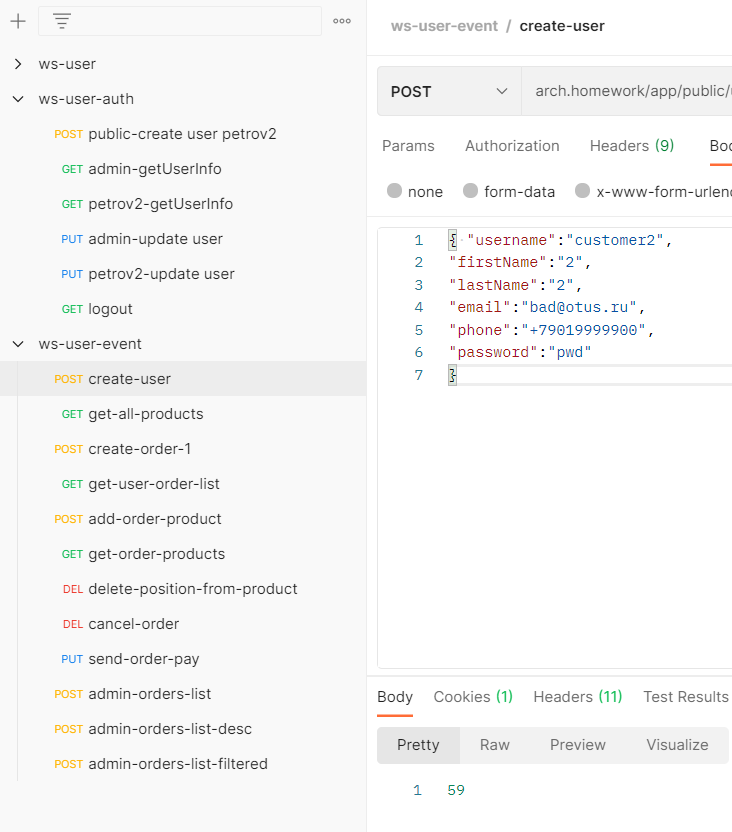 ws-user
ws-user-auth
POST public-create user petrov2
GET admin-getUserInfo
GET petrov2-getUserInfo
PUT admin-update user
PUT petrov2-update user
GET logout
ws-user-event
POST create-user
GET get-all-products
POST create-order-1
GET get-user-order-list
POST add-order-product
GET get-order-products
DEL delete-position-from-product
DEL cancel-order
PUT send-order-pay
POST admin-orders-list
POST admin-orders-list-desc
POST admin-orders-list-filtered
ws-user-event / create-user
POST arch.homework/app/public/
Params Authorization Headers (9) Boc
none form-data x-www-form-urlenc
1 { "username":"customer2",
2 "firstName":"2",
3 "lastName":"2",
4 "email":"bad@otus.ru",
5 "phone":"+79019999900",
6 "password":"pwd"
7 }
Body Cookies (1) Headers (11) Test Results
Pretty Raw Preview Visualize
1 59